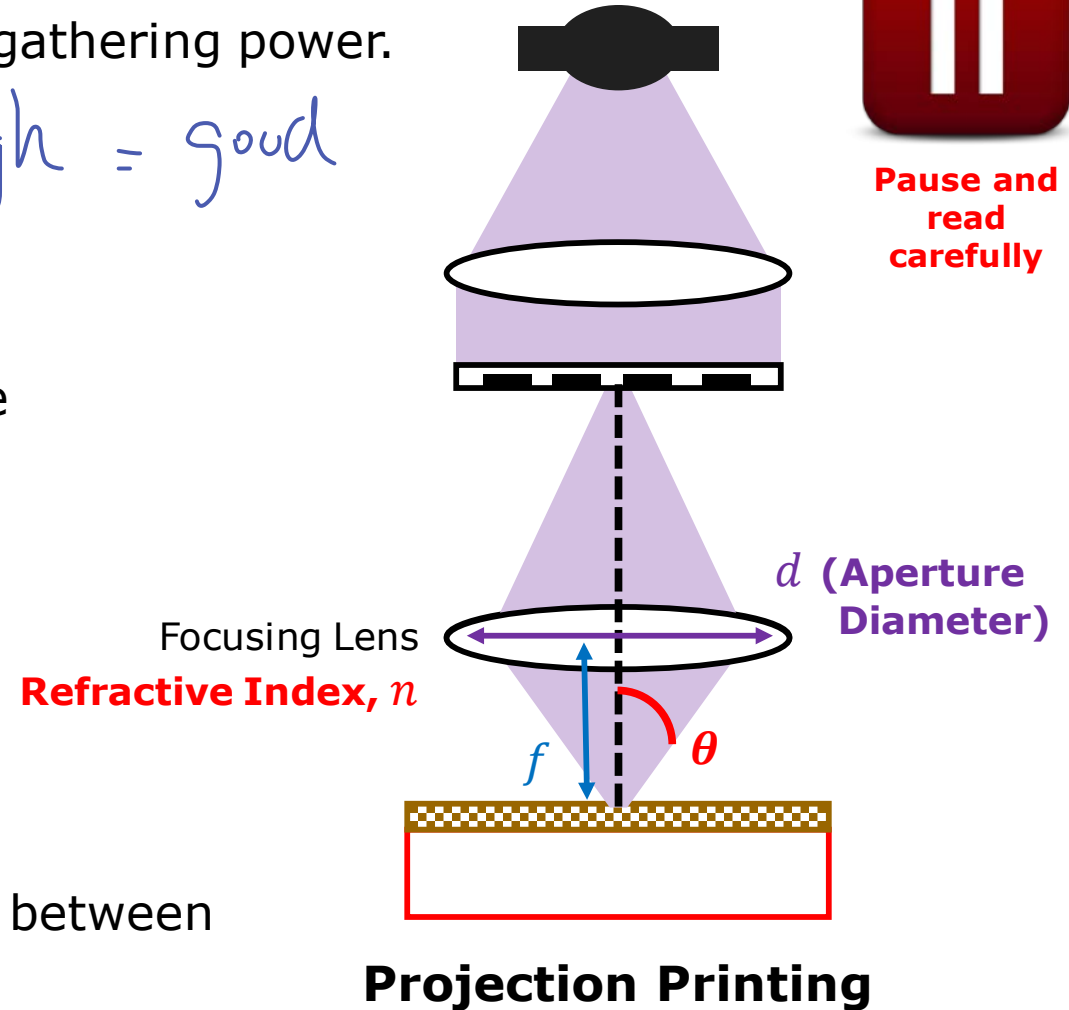 gathering power.
= good
Pause and
read
carefully
e
d (Aperture
Diameter)
Focusing Lens
Refractive Index, n
f
θ
between
Projection Printing